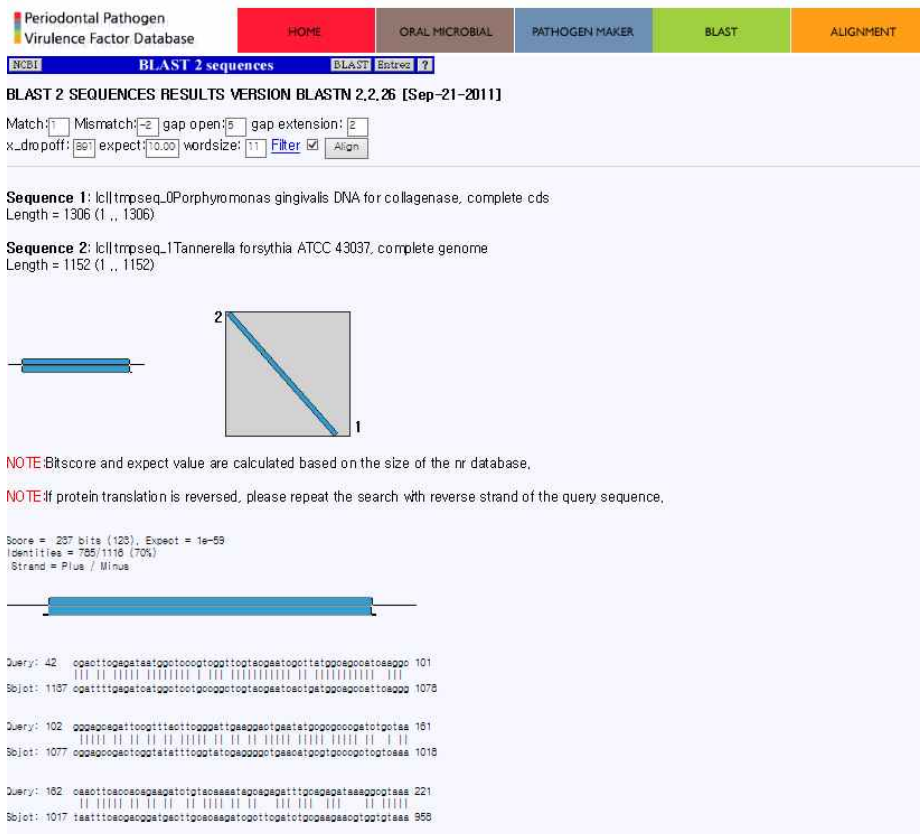 Periodontal Pathogen
Virulence Factor Database
HOME ORAL MICROBIAL PATHOGEN MAKER BLAST ALIGNMENT
NCBI BLAST 2 sequences BLAST Entrez ?
BLAST 2 SEQUENCES RESULTS VERSION BLASTN 2,2,26 [Sep-21-2011]
Match:1 Mismatch:-2 gap open:5 gap extension: 2
x_dropoff: 891 expect:10.00 wordsize: 11 Filter Align
Sequence 1: lcl||tmpseq_0Porphyromonas gingivalis DNA for collagenase, complete cds
Length = 1306 (1 .. 1306)
Sequence 2: lcl||tmpseq_1Tannerella forsythia ATCC 43037, complete genome
Length = 1152 (1 .. 1152)
2
1
NOTE:Bitscore and expect value are calculated based on the size of the nr database,
NOTE:If protein translation is reversed, please repeat the search with reverse strand of the query sequence,
Score = 237 bits (123), Expect = 1e-59
Identities = 785/1116 (70%)
Strand = Plus / Minus
Query: 42 101
Sbjct: 1137 1078
Query: 102 161
Sbjct: 1077 1018
Query: 162 221
Sbjct: 1017 958